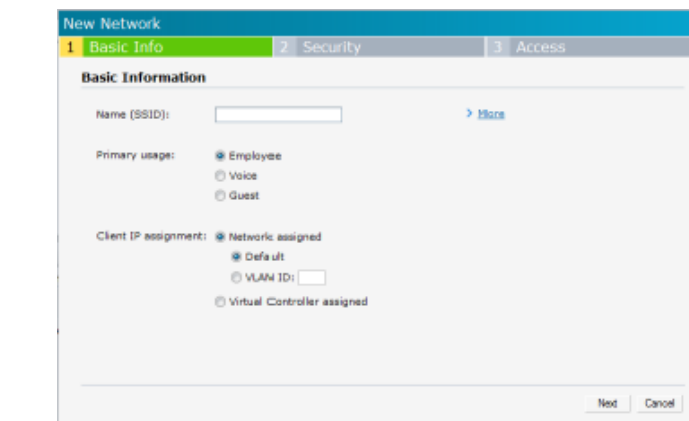 New Network
1 Basic Info 2 Security 3 Access
Basic Information
Name (SSID): > More
Primary usage: Employee
Voice
Guest
Client IP assignment: Network assigned
Default
VLAN ID:
Virtual Controller assigned
Next Cancel